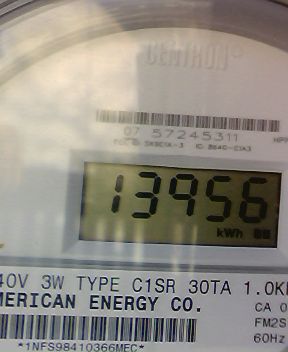 CENTRON®
07 57245311
13956
kWh
40V 3W TYPE C1SR 30TA 1.0K
MERICAN ENERGY CO.
CA 0
FM2S
60Hz
*1NFS98410366MEC*